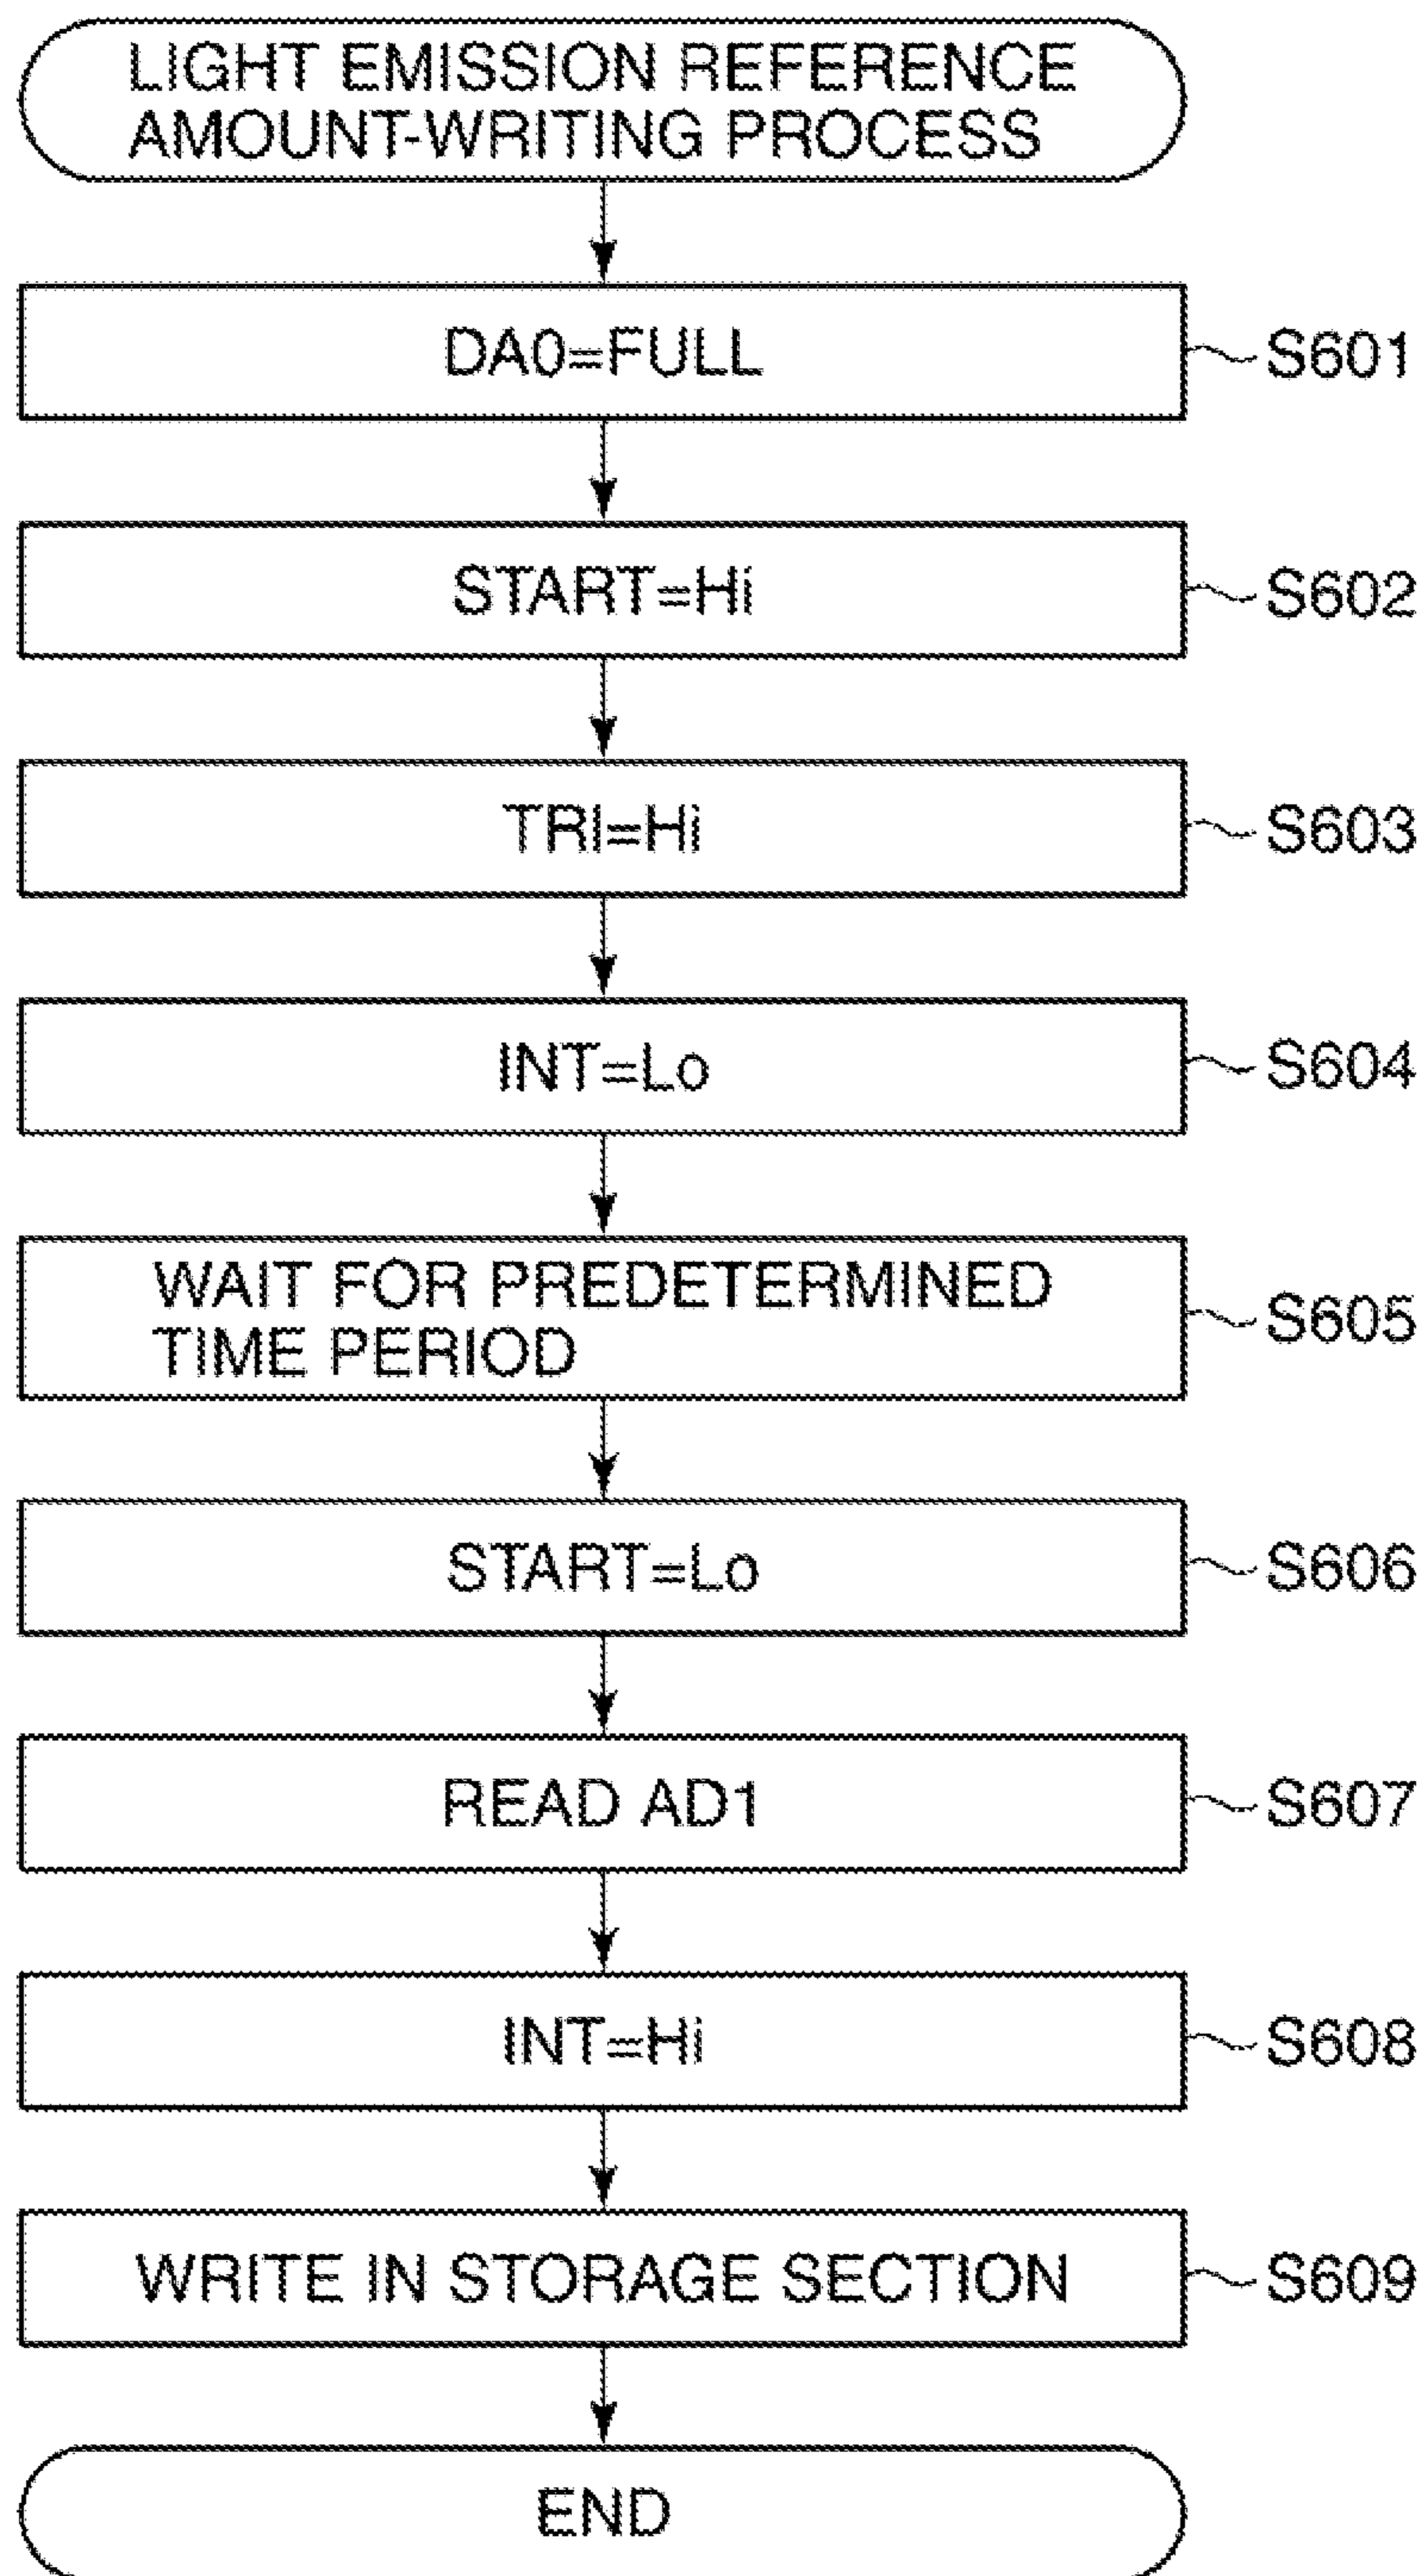 LIGHT EMISSION REFERENCE
AMOUNT-WRITING PROCESS
DA0=FULL
S601
START=Hi
S602
TRI=Hi
S603
INT=Lo
S604
WAIT FOR PREDETERMINED
TIME PERIOD
S605
START=Lo
S606
READ AD1
S607
INT=Hi
S608
WRITE IN STORAGE SECTION
S609
END